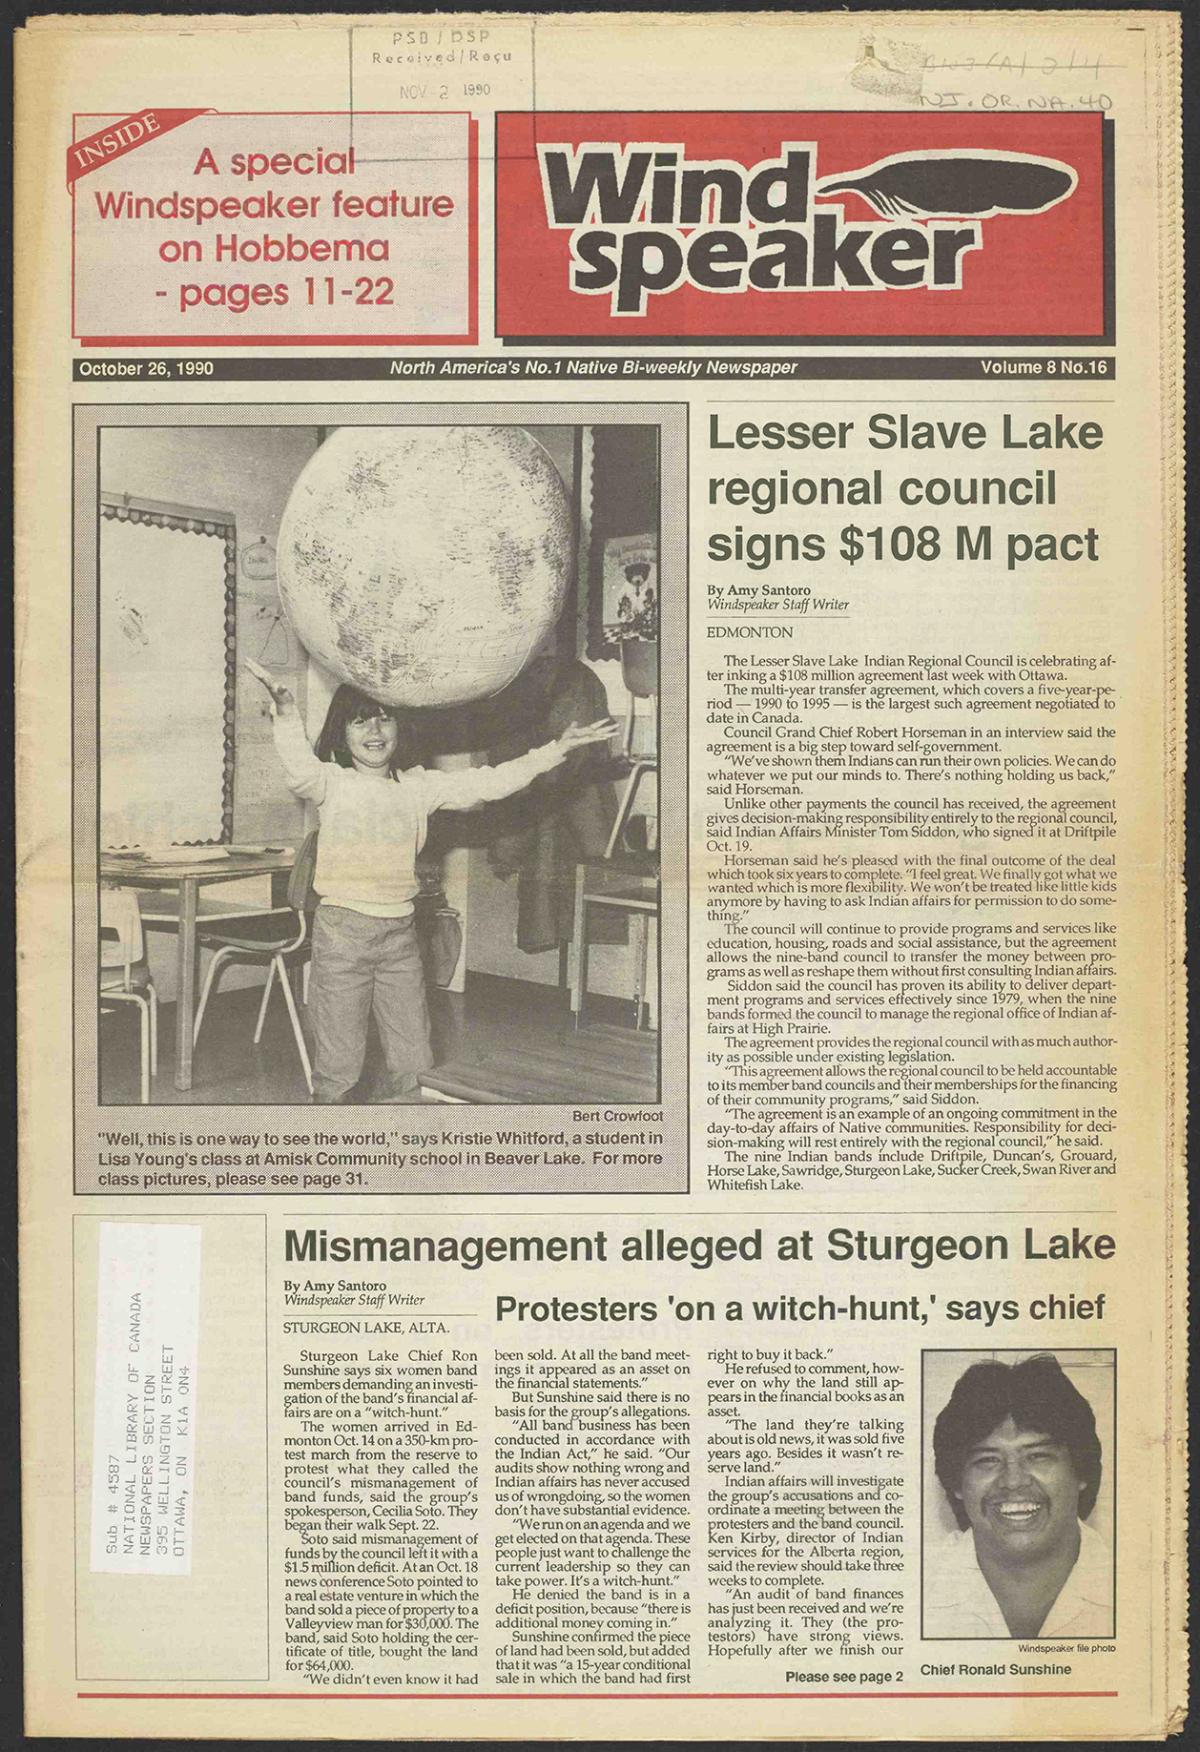 PSB / DSP
Received / Reçu
NOV - 2 1990
NJ. OR. NA. 40
INSIDE
A special
Windspeaker feature
on Hobbema
- pages 11-22
Wind
speaker
October 26, 1990
North America's No.1 Native Bi-weekly Newspaper
Volume 8 No.16
Bert Crowfoot
"Well, this is one way to see the world," says Kristie Whitford, a student in
Lisa Young's class at Amisk Community school in Beaver Lake. For more
class pictures, please see page 31.
Lesser Slave Lake
regional council
signs $108 M pact
By Amy Santoro
Windspeaker Staff Writer
EDMONTON
The Lesser Slave Lake Indian Regional Council is celebrating af-
ter inking a $108 million agreement last week with Ottawa.
The multi-year transfer agreement, which covers a five-year-pe-
riod — 1990 to 1995 — is the largest such agreement negotiated to
date in Canada.
Council Grand Chief Robert Horseman in an interview said the
agreement is a big step toward self-government.
"We've shown them Indians can run their own policies. We can do
whatever we put our minds to. There's nothing holding us back,"
said Horseman.
Unlike other payments the council has received, the agreement
gives decision-making responsibility entirely to the regional council,
said Indian Affairs Minister Tom Siddon, who signed it at Driftpile
Oct. 19.
Horseman said he's pleased with the final outcome of the deal
which took six years to complete. "I feel great. We finally got what we
wanted which is more flexibility. We won't be treated like little kids
anymore by having to ask Indian affairs for permission to do some-
thing."
The council will continue to provide programs and services like
education, housing, roads and social assistance, but the agreement
allows the nine-band council to transfer the money between pro-
grams as well as reshape them without first consulting Indian affairs.
Siddon said the council has proven its ability to deliver depart-
ment programs and services effectively since 1979, when the nine
bands formed the council to manage the regional office of Indian af-
fairs at High Prairie.
The agreement provides the regional council with as much author-
ity as possible under existing legislation.
"This agreement allows the regional council to be held accountable
to its member band councils and their memberships for the financing
of their community programs," said Siddon.
"The agreement is an example of an ongoing commitment in the
day-to-day affairs of Native communities. Responsibility for deci-
sion-making will rest entirely with the regional council," he said.
The nine Indian bands include Driftpile, Duncan's, Grouard,
Horse Lake, Sawridge, Sturgeon Lake, Sucker Creek, Swan River and
Whitefish Lake.
Sub # 4587
NATIONAL LIBRARY OF CANADA
NEWSPAPERS SECTION
395 WELLINGTON STREET
OTTAWA, ON K1A 0N4
Mismanagement alleged at Sturgeon Lake
By Amy Santoro
Windspeaker Staff Writer
STURGEON LAKE, ALTA.
Protesters 'on a witch-hunt,' says chief
Sturgeon Lake Chief Ron
Sunshine says six women band
members demanding an investi-
gation of the band's financial af-
fairs are on a "witch-hunt."
The women arrived in Ed-
monton Oct. 14 on a 350-km pro-
test march from the reserve to
protest what they called the
council's mismanagement of
band funds, said the group's
spokesperson, Cecilia Soto. They
began their walk Sept. 22.
Soto said mismanagement of
funds by the council left it with a
$1.5 million deficit. At an Oct. 18
news conference Soto pointed to
a real estate venture in which the
band sold a piece of property to a
Valleyview man for $30,000. The
band, said Soto holding the cer-
tificate of title, bought the land
for $64,000.
"We didn't even know it had
been sold. At all the band meet-
ings it appeared as an asset on
the financial statements."
But Sunshine said there is no
basis for the group's allegations.
"All band business has been
conducted in accordance with
the Indian Act," he said. "Our
audits show nothing wrong and
Indian affairs has never accused
us of wrongdoing, so the women
don't have substantial evidence.
"We run on an agenda and we
get elected on that agenda. These
people just want to challenge the
current leadership so they can
take power. It's a witch-hunt."
He denied the band is in a
deficit position, because "there is
additional money coming in."
Sunshine confirmed the piece
of land had been sold, but added
that it was "a 15-year conditional
sale in which the band had first
right to buy it back."
He refused to comment, how-
ever on why the land still ap-
pears in the financial books as an
asset.
"The land they're talking
about is old news, it was sold five
years ago. Besides it wasn't re-
serve land."
Indian affairs will investigate
the group's accusations and co-
ordinate a meeting between the
protesters and the band council.
Ken Kirby, director of Indian
services for the Alberta region,
said the review should take three
weeks to complete.
"An audit of band finances
has just been received and we're
analyzing it. They (the pro-
testors) have strong views.
Hopefully after we finish our
Please see page 2
Windspeaker file photo
Chief Ronald Sunshine